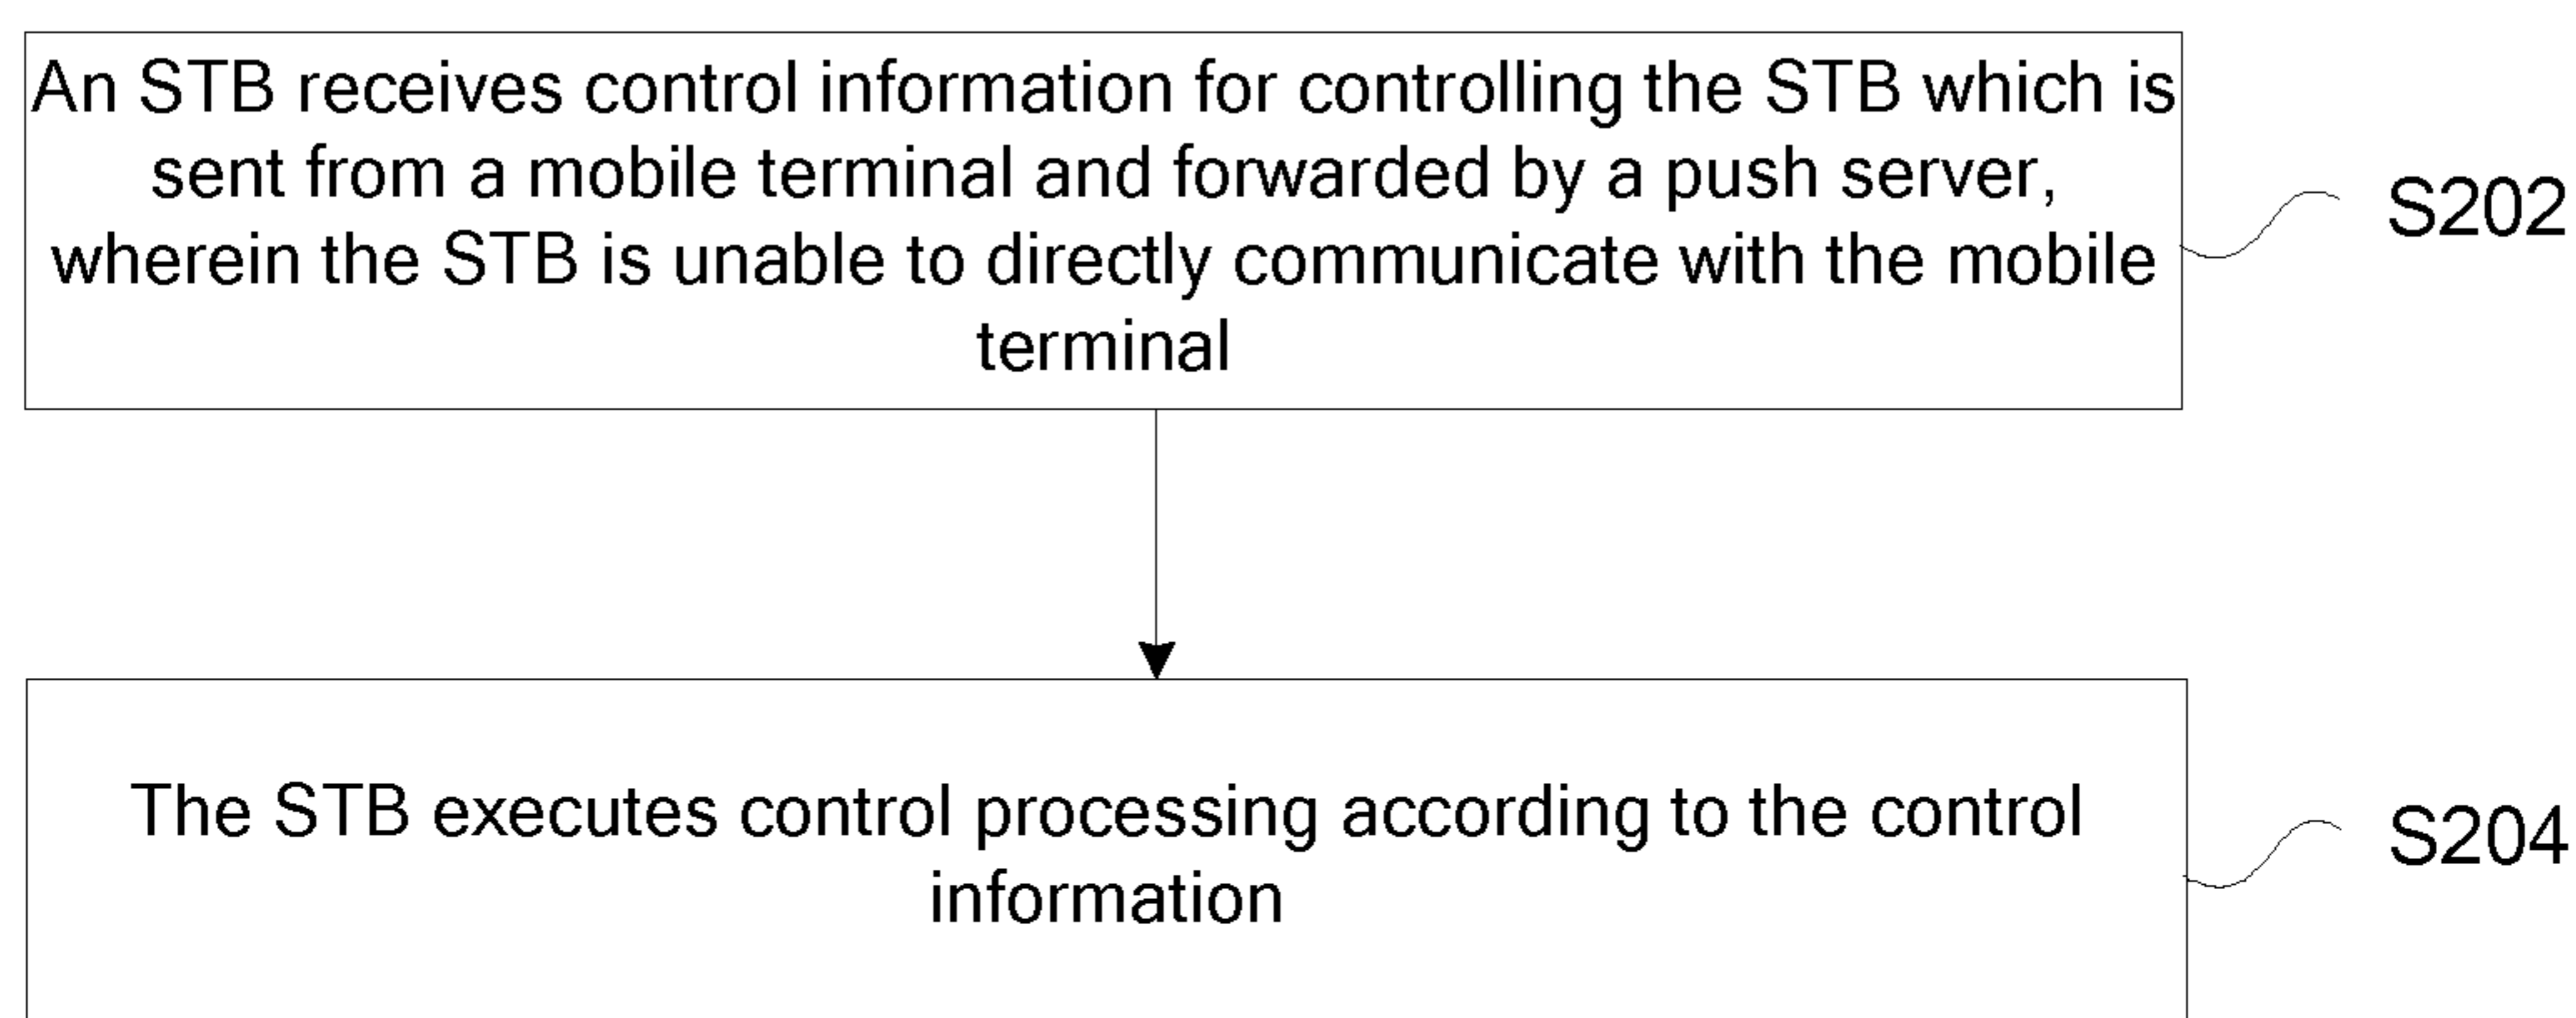 An STB receives control information for controlling the STB which is
sent from a mobile terminal and forwarded by a push server,
wherein the STB is unable to directly communicate with the mobile
terminal
S202
The STB executes control processing according to the control
information
S204